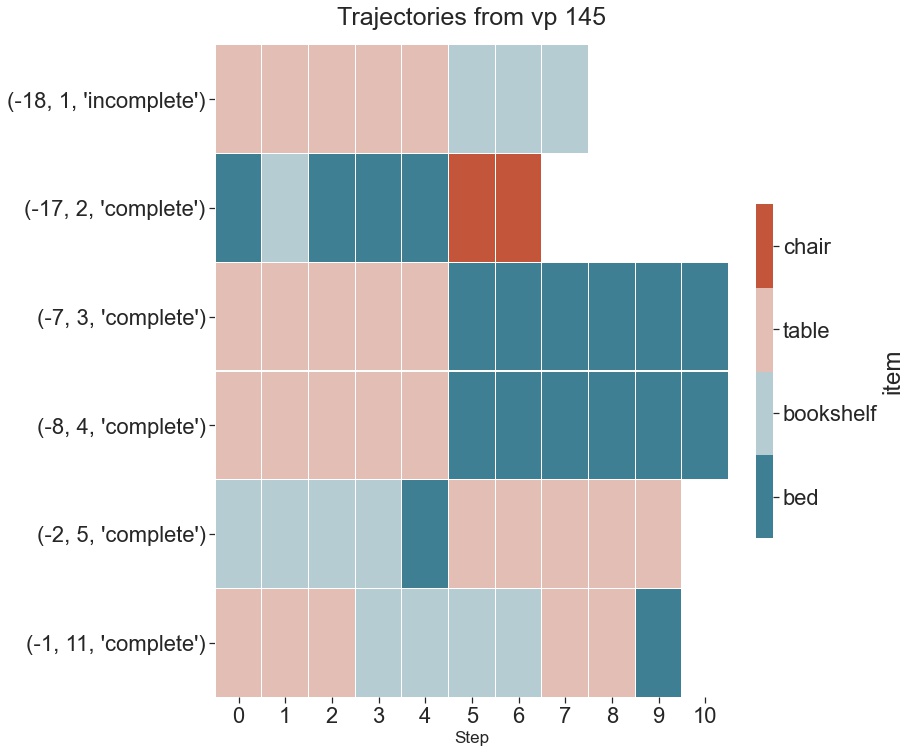 Trajectories from vp 145
(-18, 1, 'incomplete')
(-17, 2, 'complete')
(-7, 3, 'complete')
(-8, 4, 'complete')
(-2, 5, 'complete')
(-1, 11, 'complete')
0 1 2 3 4 5 6 7 8 9 10
Step
chair
table
bookshelf
bed
item